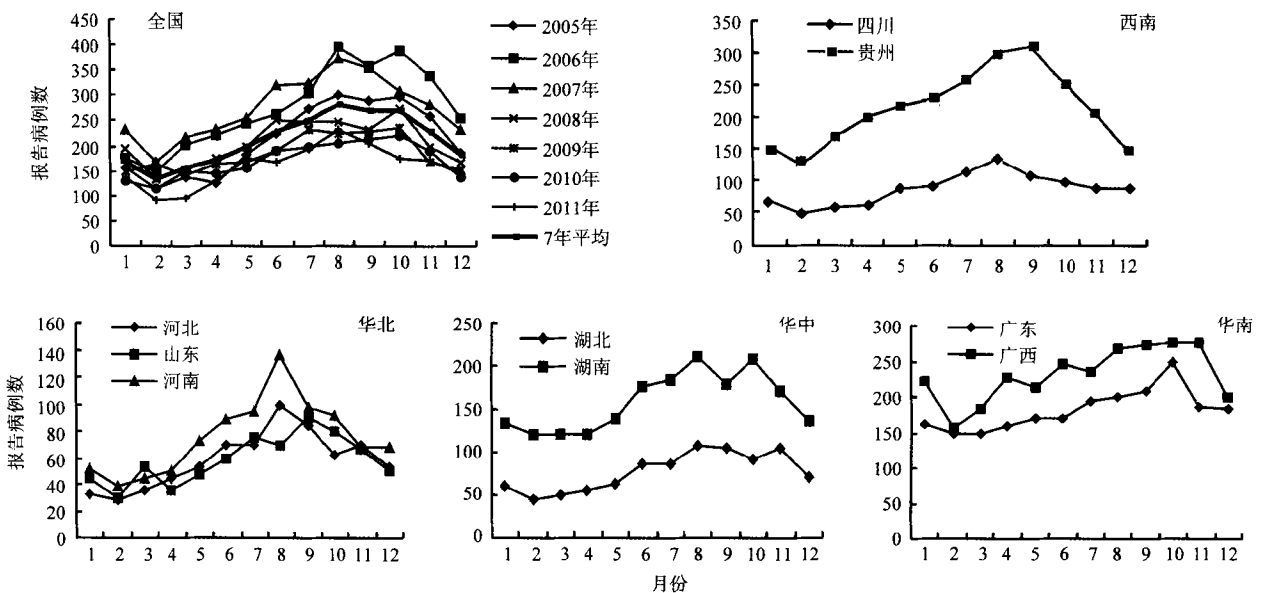 全国
报告病例数
450
400
350
300
250
200
150
100
50
0
1 2 3 4 5 6 7 8 9 10 11 12
2005年
2006年
2007年
2008年
2009年
2010年
2011年
7年平均
西南
四川
贵州
350
300
250
200
150
100
50
0
1 2 3 4 5 6 7 8 9 10 11 12
华北
河北
山东
河南
报告病例数
160
140
120
100
80
60
40
20
0
1 2 3 4 5 6 7 8 9 10 11 12
华中
湖北
湖南
250
200
150
100
50
0
1 2 3 4 5 6 7 8 9 10 11 12
月份
华南
广东
广西
300
250
200
150
100
50
0
1 2 3 4 5 6 7 8 9 10 11 12